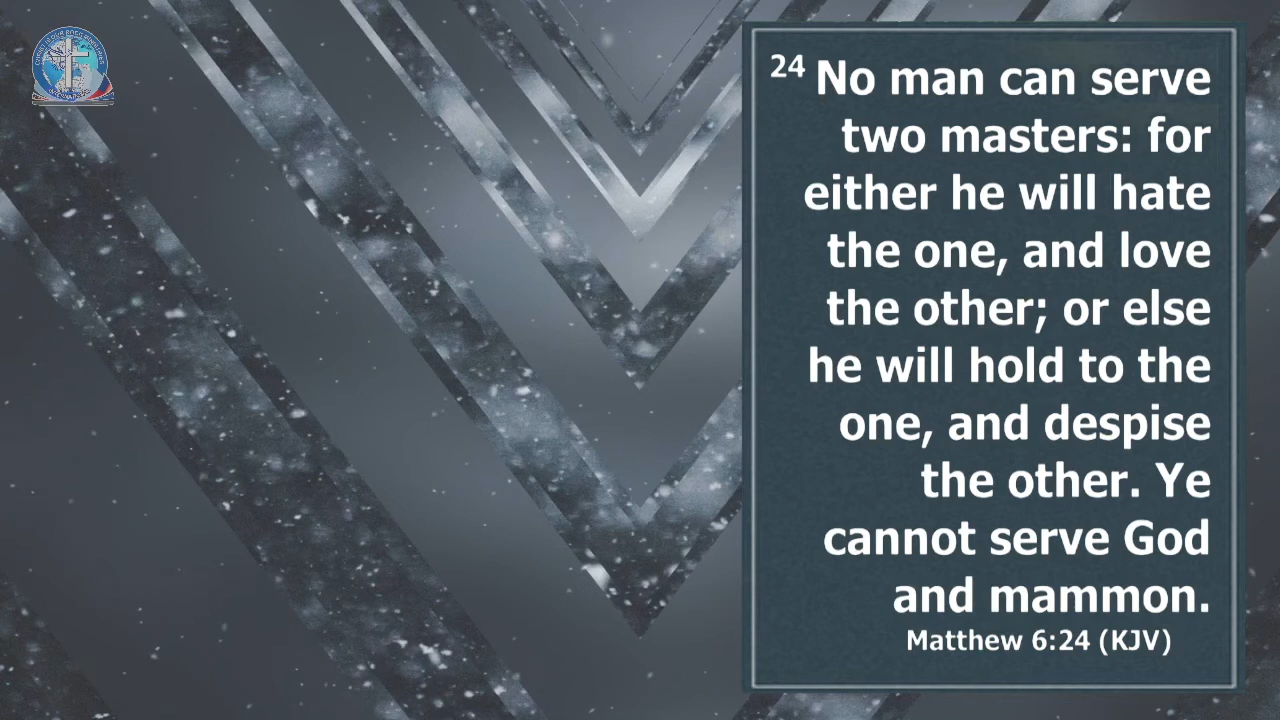 24 No man can serve
two masters: for
either he will hate
the one, and love
the other; or else
he will hold to the
one, and despise
the other. Ye
cannot serve God
and mammon.
Matthew 6:24 (KJV)